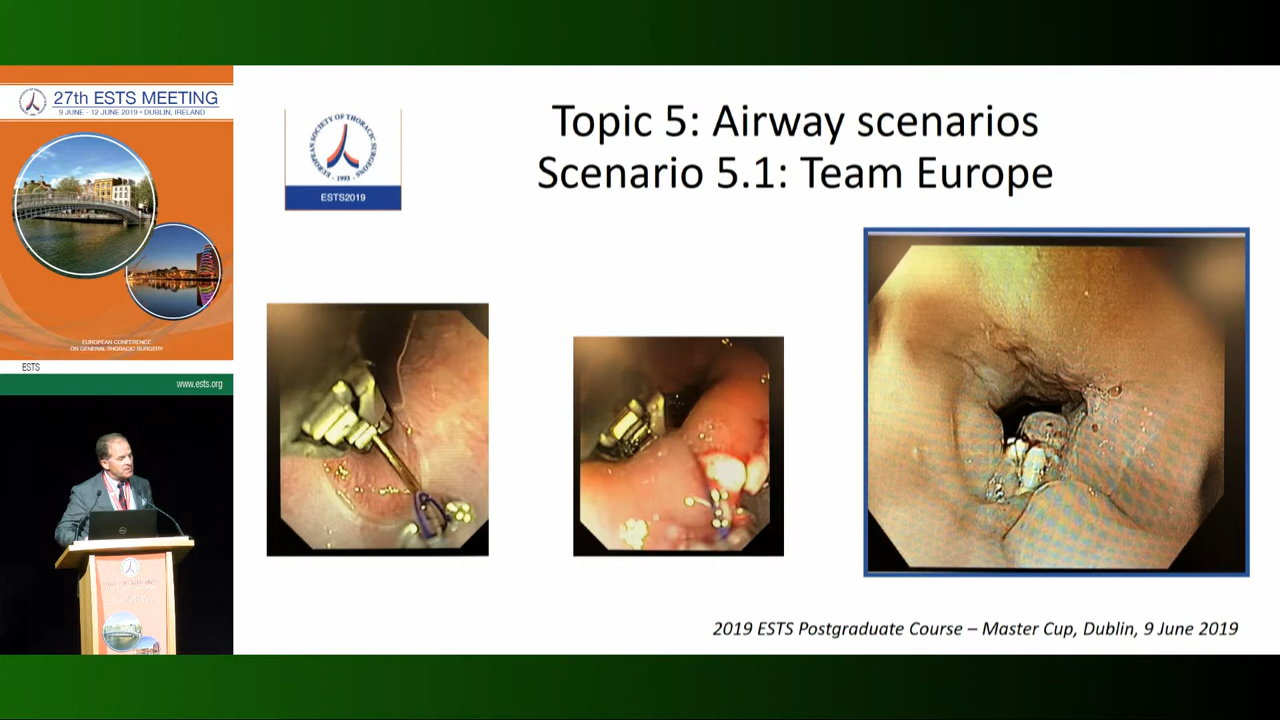 27th ESTS MEETING
9 JUNE - 12 JUNE 2019 • DUBLIN, IRELAND
EUROPEAN CONFERENCE
ON GENERAL THORACIC SURGERY
ESTS
www.ests.org
EUROPEAN SOCIETY OF THORACIC SURGEONS
- 1993 -
ESTS2019
Topic 5: Airway scenarios
Scenario 5.1: Team Europe
2019 ESTS Postgraduate Course – Master Cup, Dublin, 9 June 2019